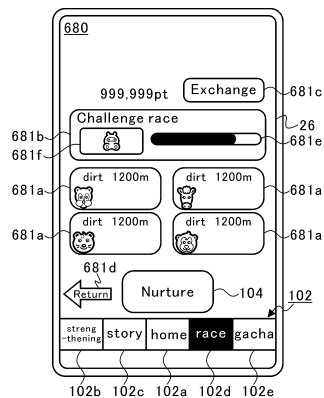 680
999,999pt
Exchange
681c
Challenge race
26
681b
681f
681e
dirt 1200m
dirt 1200m
681a
681a
dirt 1200m
dirt 1200m
681a
681a
681d
Return
Nurture
104
102
streng
-thening
story
home
race
gacha
102b
102c
102a
102d
102e